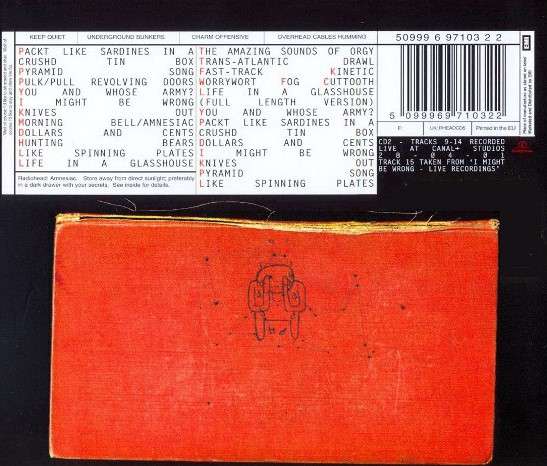 KEEP QUIET
UNDERGROUND BUNKERS
CHARM OFFENSIVE
OVERHEAD CABLES HUMMING
PACKT LIKE SARDINES IN A
CRUSHD TIN BOX
PYRAMID SONG
PULK/PULL REVOLVING DOORS
YOU AND WHOSE ARMY?
I MIGHT BE WRONG
KNIVES OUT
MORNING BELL/AMNESIAC
DOLLARS AND CENTS
HUNTING BEARS
LIKE SPINNING PLATES
LIFE IN A GLASSHOUSE
Radiohead Amnesiac. Store away from direct sunlight; preferably
in a dark drawer with your secrets. See inside for details.
THE AMAZING SOUNDS OF ORGY
TRANS-ATLANTIC DRAWL
FAST-TRACK KINETIC
WORRYWORT FOG CUTTOOTH
LIFE IN A GLASSHOUSE
(FULL LENGTH VERSION)
YOU AND WHOSE ARMY?
PACKT LIKE SARDINES IN A
CRUSHD TIN BOX
DOLLARS AND CENTS
I MIGHT BE WRONG
KNIVES OUT
PYRAMID SONG
LIKE SPINNING PLATES
50999 6 97103 2 2
5 099969 710322
Printed in the EU
EMI
CD2 - TRACKS 9-14 RECORDED
LIVE AT CANAL+ STUDIOS
28-04-01
TRACK 15 TAKEN FROM 'I MIGHT
BE WRONG - LIVE RECORDINGS'